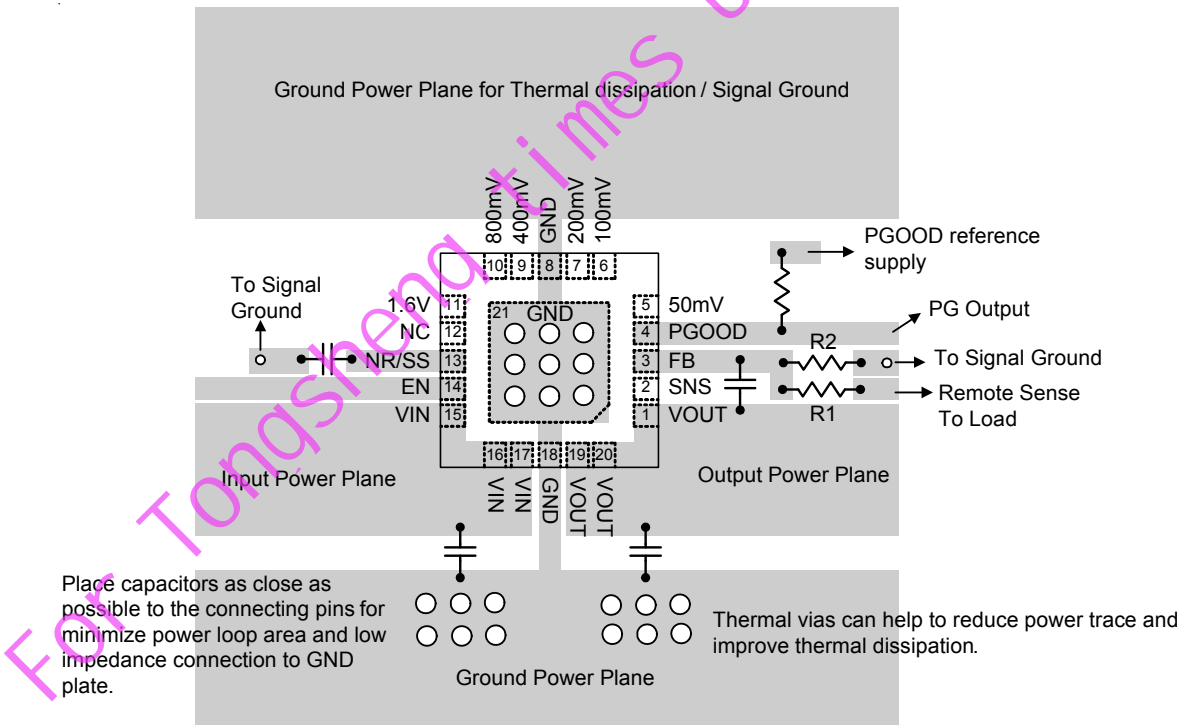 Ground Power Plane for Thermal dissipation / Signal Ground
800mV
400mV
GND
200mV
100mV
10
9
8
7
6
PGOOD reference
supply
To Signal
Ground
1.6V
11
21
GND
5
50mV
PG Output
NC
12
4
PGOOD
R2
NR/SS
13
3
FB
To Signal Ground
EN
14
2
SNS
Remote Sense
To Load
VIN
15
1
VOUT
R1
16
17
18
19
20
Input Power Plane
Output Power Plane
VIN
VIN
GND
VOUT
VOUT
Place capacitors as close as
possible to the connecting pins for
minimize power loop area and low
impedance connection to GND
plate.
Thermal vias can help to reduce power trace and
improve thermal dissipation.
Ground Power Plane
For Tongsheng times